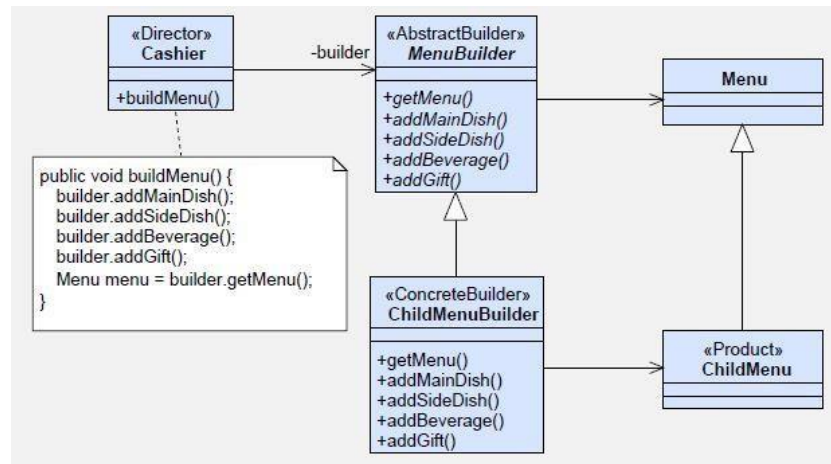 «Director»
Cashier
+buildMenu()
-builder
«AbstractBuilder»
MenuBuilder
+getMenu()
+addMainDish()
+addSideDish()
+addBeverage()
+addGift()
Menu
public void buildMenu() {
builder.addMainDish();
builder.addSideDish();
builder.addBeverage();
builder.addGift();
Menu menu = builder.getMenu();
}
«ConcreteBuilder»
ChildMenuBuilder
+getMenu()
+addMainDish()
+addSideDish()
+addBeverage()
+addGift()
«Product»
ChildMenu